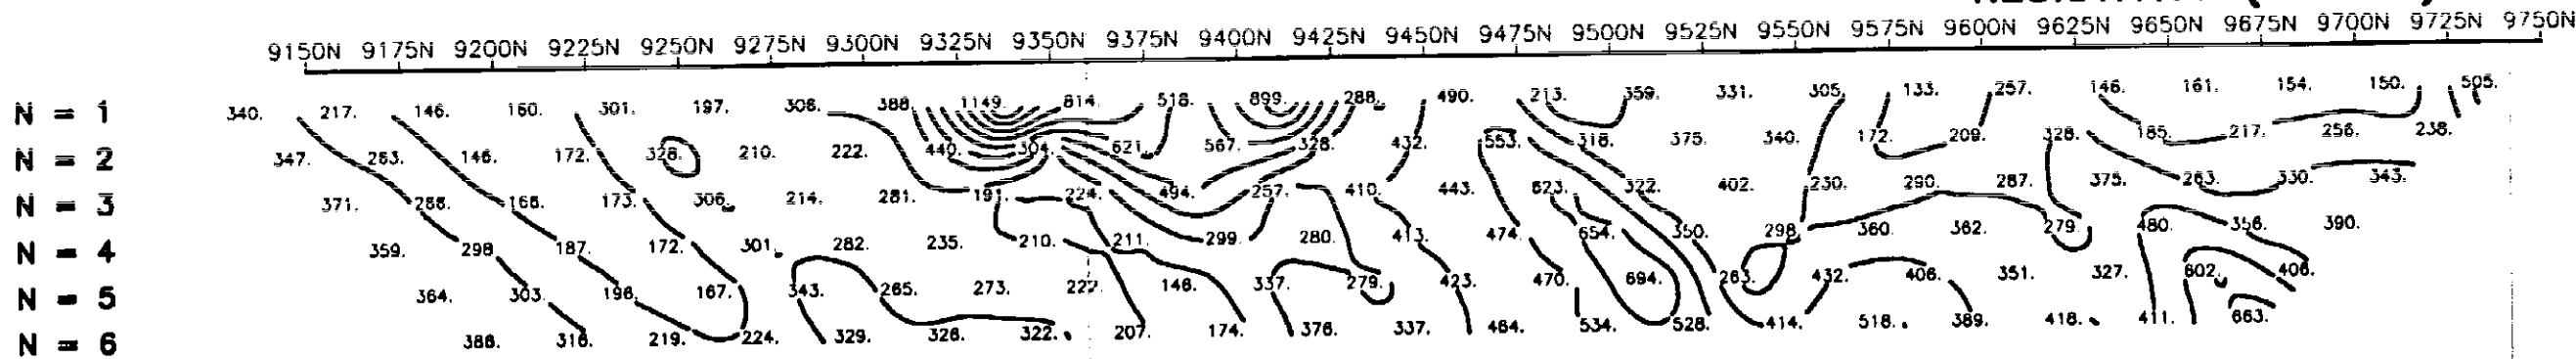 9150N 9175N 9200N 9225N 9250N 9275N 9300N 9325N 9350N 9375N 9400N 9425N 9450N 9475N 9500N 9525N 9550N 9575N 9600N 9625N 9650N 9675N 9700N 9725N 9750N
N = 1 340. 217. 146. 160. 301. 197. 306. 388. 1149. 814. 518. 899. 288. 490. 213. 359. 331. 305. 133. 257. 146. 161. 154. 150. 505.
N = 2 347. 263. 146. 172. 328. 210. 222. 440. 304. 621. 567. 328. 432. 553. 318. 375. 340. 172. 209. 328. 185. 217. 256. 238.
N = 3 371. 288. 168. 173. 306. 214. 281. 191. 224. 494. 257. 410. 443. 623. 322. 402. 230. 290. 287. 375. 263. 330. 343.
N = 4 359. 298. 187. 172. 301. 282. 235. 210. 211. 299. 280. 413. 474. 654. 350. 298. 360. 362. 279. 480. 356. 390.
N = 5 364. 303. 196. 167. 343. 265. 273. 227. 146. 337. 279. 423. 470. 694. 263. 432. 406. 351. 327. 602. 406.
N = 6 388. 316. 219. 224. 329. 326. 322. 207. 174. 376. 337. 484. 534. 528. 414. 518. 389. 418. 411. 663.